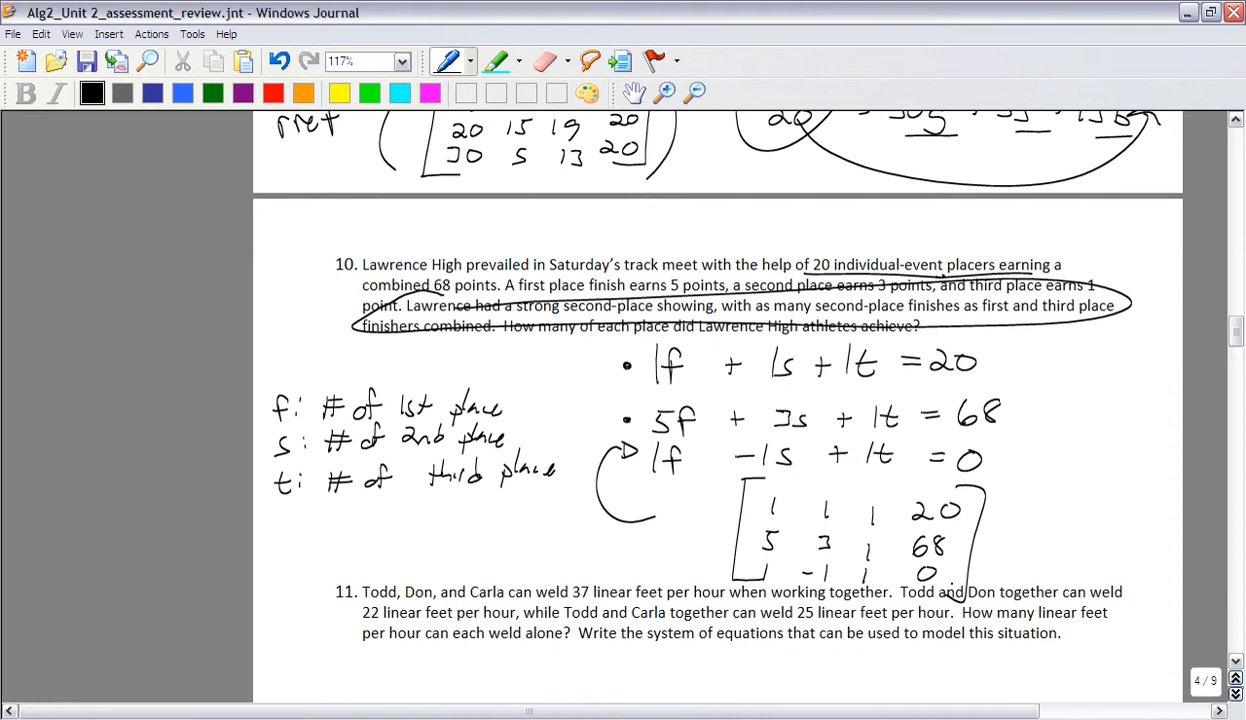 Alg2_Unit 2_assessment_review.jnt - Windows Journal
File Edit View Insert Actions Tools Help
117%
B I
rref 20 15 19 20
30 5 13 20
20
10. Lawrence High prevailed in Saturday's track meet with the help of 20 individual-event placers earning a
combined 68 points. A first place finish earns 5 points, a second place earns 3 points, and third place earns 1
point. Lawrence had a strong second-place showing, with as many second-place finishes as first and third place
finishers combined. How many of each place did Lawrence High athletes achieve?
• 1f + 1s + 1t = 20
f: # of 1st place
• 5f + 3s + 1t = 68
s: # of 2nd place
1f -1s + 1t = 0
t: # of third place
1 1 1 20
5 3 1 68
1 -1 1 0
11. Todd, Don, and Carla can weld 37 linear feet per hour when working together. Todd and Don together can weld
22 linear feet per hour, while Todd and Carla together can weld 25 linear feet per hour. How many linear feet
per hour can each weld alone? Write the system of equations that can be used to model this situation.
4 / 9